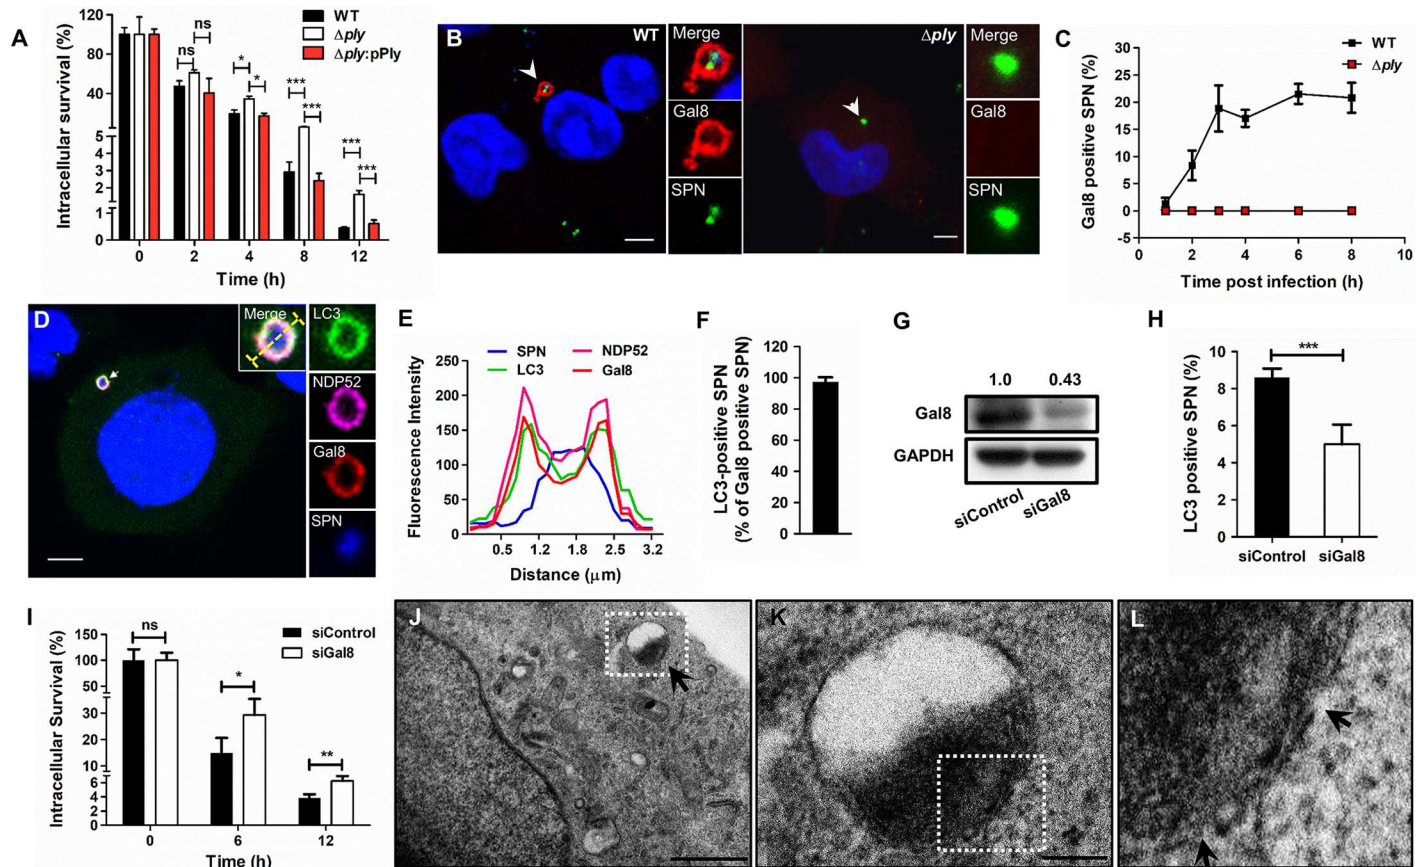 A
Intracellular survival (%)
120
80
40
5
4
3
2
1
0
WT
Δply
Δply:pPly
ns
ns
*
*
***
***
***
***
0 2 4 8 12
Time (h)
B
WT
Merge
Gal8
SPN
Δply
Merge
Gal8
SPN
C
Gal8 positive SPN (%)
30
25
20
15
10
5
0
-5
WT
Δply
0 2 4 6 8 10
Time post infection (h)
D
Merge
LC3
NDP52
Gal8
SPN
E
SPN NDP52
LC3 Gal8
Fluorescence Intensity
250
200
150
100
50
0
0.5 1.2 1.8 2.5 3.2
Distance (μm)
F
LC3-positive SPN
(% of Gal8 positive SPN)
120
100
80
60
40
20
0
G
1.0 0.43
Gal8
GAPDH
siControl siGal8
H
LC3 positive SPN (%)
10
8
6
4
2
0
***
siControl siGal8
I
Intracellular Survival (%)
150
100
50
30
20
10
6
4
2
0
siControl
siGal8
ns
*
**
0 6 12
Time (h)
J
K
L